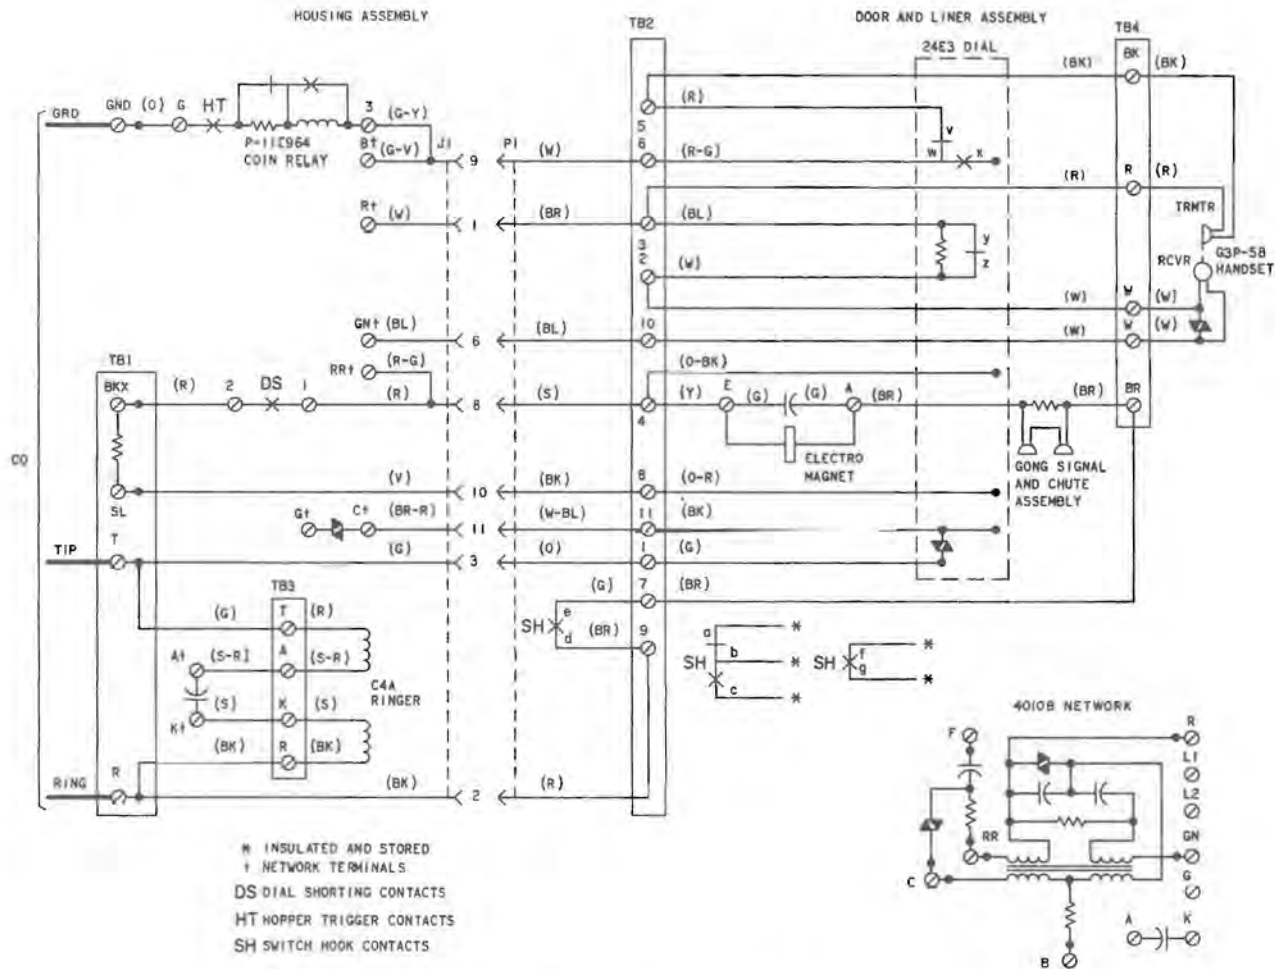 HOUSING ASSEMBLY
TB2
DOOR AND LINER ASSEMBLY
TB4
24E3 DIAL
BK
(BK)
(BK)
GRD
GND (O) G HT
3
(G-Y)
P-11E964
COIN RELAY
B† (G-V)
J1
P1
9
(W)
(R)
5
6
(R-G)
v
w
x
(R)
R
(R)
TRMTR
R† (W)
1
(BR)
(BL)
3
2
(W)
y
z
RCVR
G3P-5B
HANDSET
(W)
W
(W)
GN† (BL)
6
(BL)
10
(W)
W
(W)
TB1
RR† (R-G)
(O-BK)
BKX
(R)
2
DS
1
(R)
8
(S)
4
(Y)
E
(G)
(G)
A
(BR)
(BR)
BR
ELECTRO
MAGNET
GONG SIGNAL
AND CHUTE
ASSEMBLY
CO
SL
(V)
10
(BK)
8
(O-R)
G†
C†
(BR-R)
11
(W-BL)
11
(BK)
TIP
T
(G)
3
(O)
1
(G)
TB3
(G)
7
(BR)
(G)
T
(R)
SH
e
d
(BR)
9
A†
(S-R)
A
(S-R)
a
b
c
SH
*
*
*
SH
f
g
*
*
C4A
RINGER
K†
(S)
K
(S)
(BK)
R
(BK)
RING
R
(BK)
2
(R)
4010B NETWORK
F
R
L1
L2
RR
GN
C
G
A
K
B
* INSULATED AND STORED
† NETWORK TERMINALS
DS DIAL SHORTING CONTACTS
HT HOPPER TRIGGER CONTACTS
SH SWITCH HOOK CONTACTS